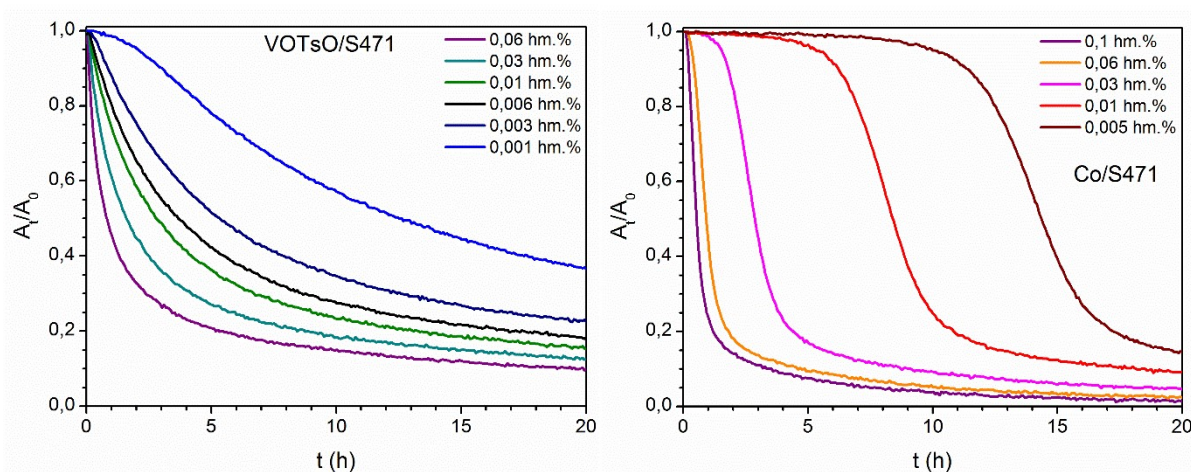 VOTsO/S471
0,06 hm.%
0,03 hm.%
0,01 hm.%
0,006 hm.%
0,003 hm.%
0,001 hm.%
1,0
0,8
0,6
0,4
0,2
0,0
A_t/A_0
0
5
10
15
20
t (h)
0,1 hm.%
0,06 hm.%
0,03 hm.%
0,01 hm.%
0,005 hm.%
Co/S471
1,0
0,8
0,6
0,4
0,2
0,0
A_t/A_0
0
5
10
15
20
t (h)